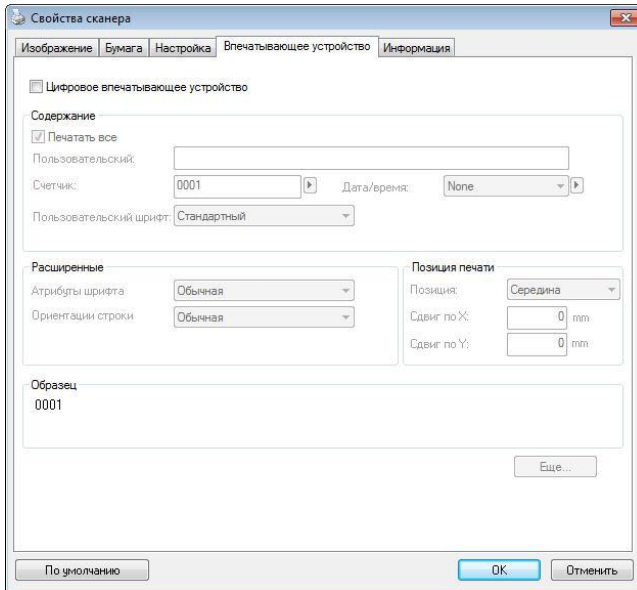 Свойства сканера
Изображение Бумага Настройка Впечатывающее устройство Информация
Цифровое впечатывающее устройство
Содержание
Печатать все
Пользовательский:
Счетчик: 0001 Дата/время: None
Пользовательский шрифт: Стандартный
Расширенные
Атрибуты шрифта Обычная
Ориентации строки Обычная
Позиция печати
Позиция: Середина
Сдвиг по X: 0 mm
Сдвиг по Y: 0 mm
Образец
0001
Еще...
По умолчанию OK Отменить